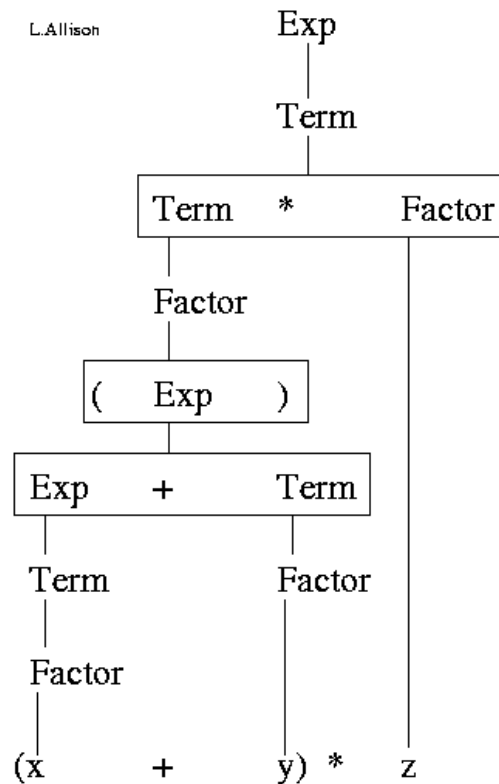 L.Allison
Exp
Term
Term * Factor
Factor
( Exp )
Exp + Term
Term Factor
Factor
(x + y) * z